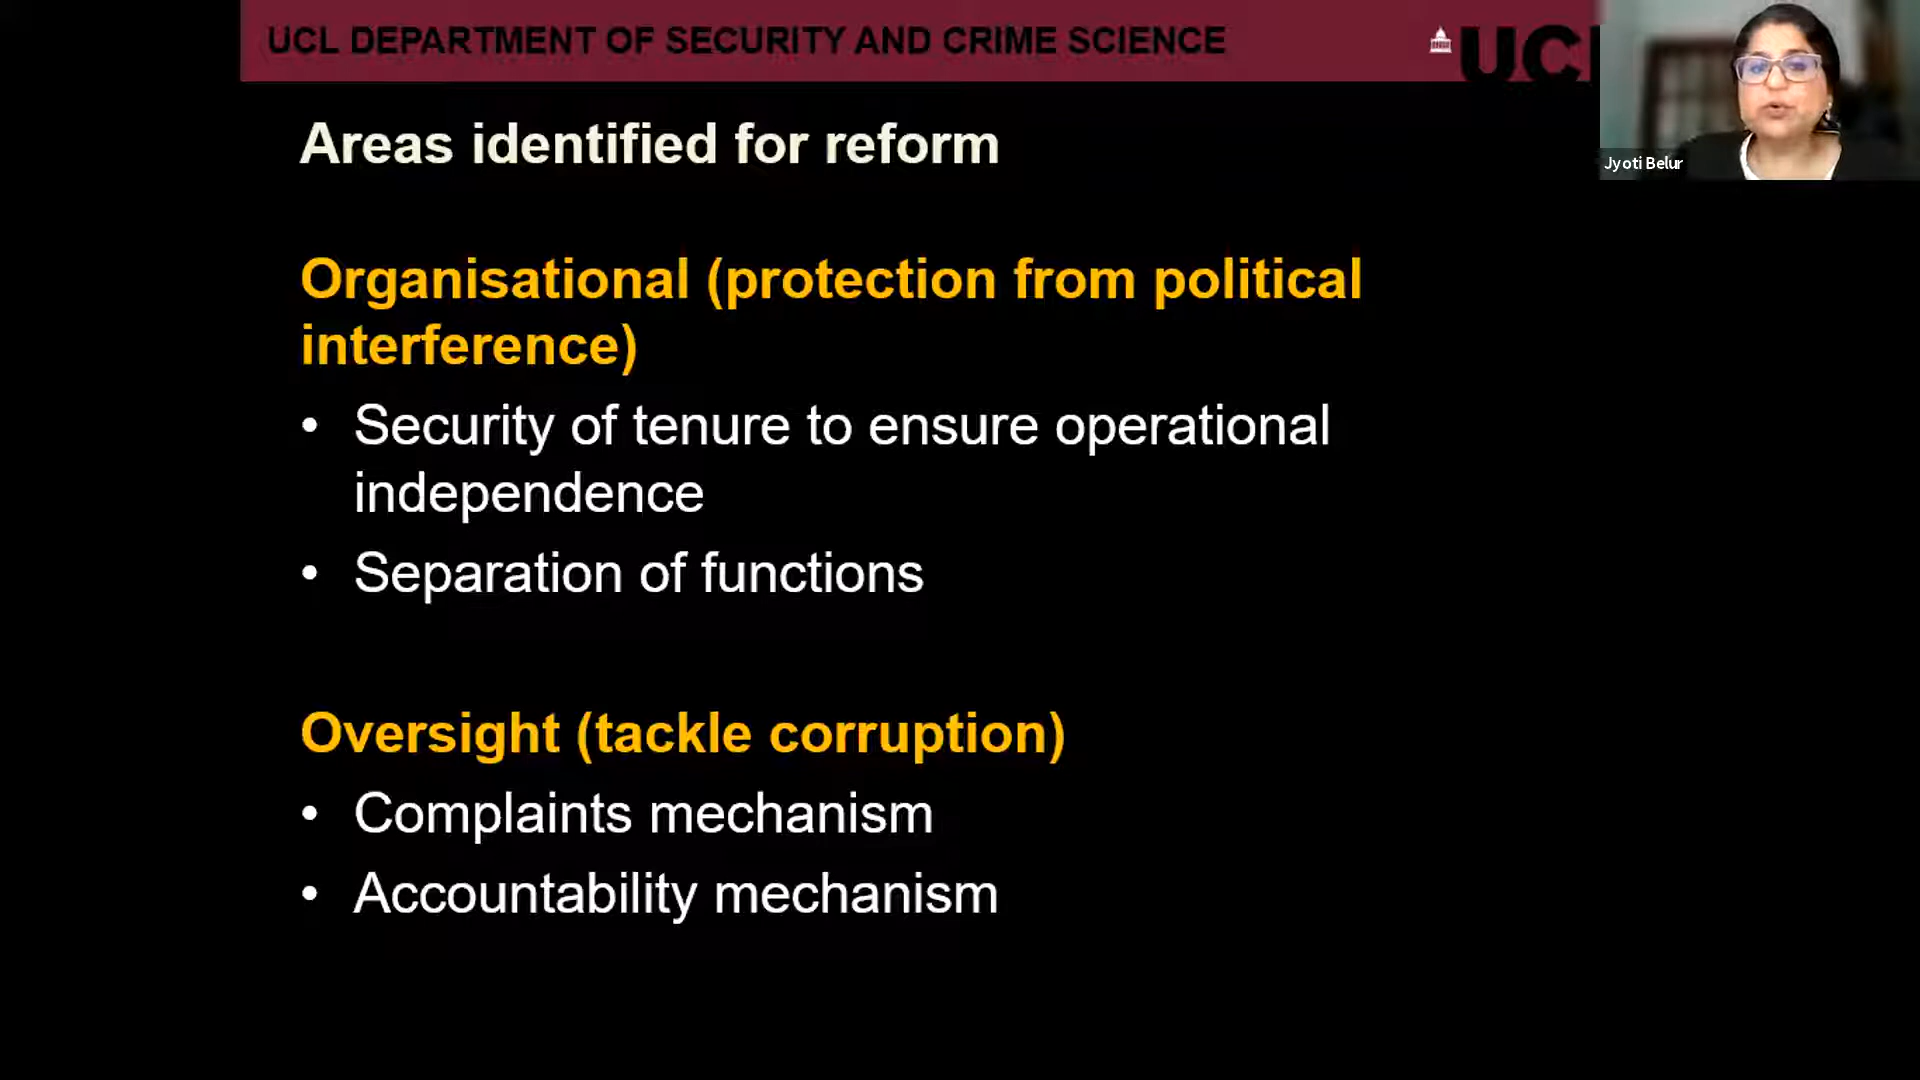 UCL DEPARTMENT OF SECURITY AND CRIME SCIENCE
UCL
Jyoti Belur
Areas identified for reform
Organisational (protection from political
interference)
• Security of tenure to ensure operational
independence
• Separation of functions
Oversight (tackle corruption)
• Complaints mechanism
• Accountability mechanism